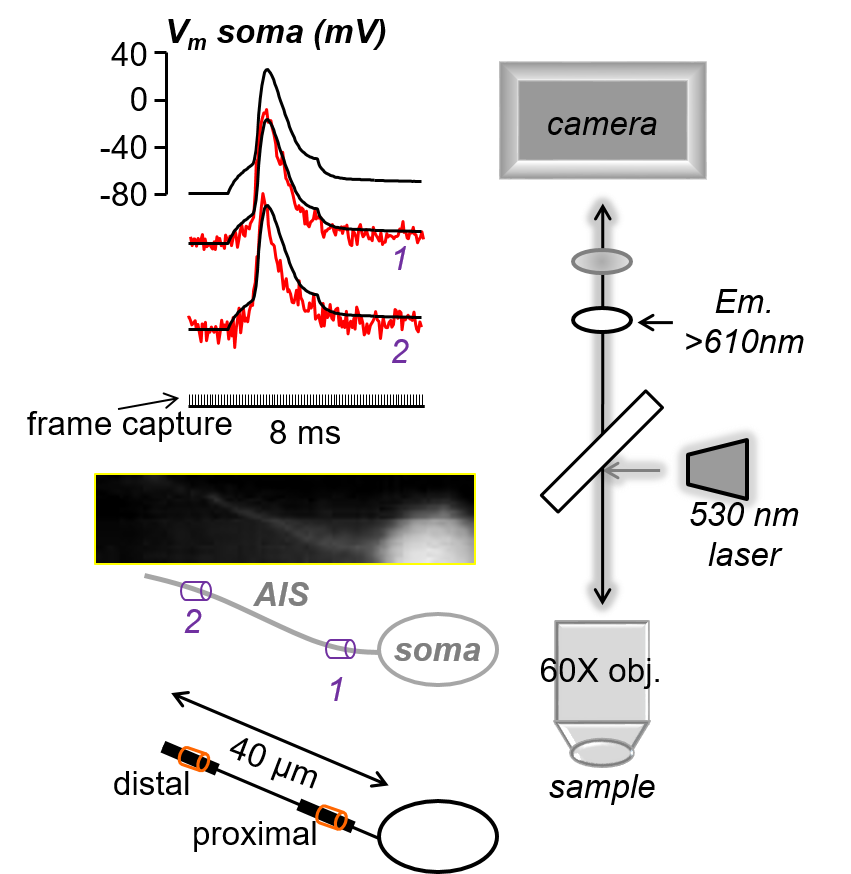 Vm soma (mV)
40
0
-40
-80
1
2
frame capture
8 ms
AIS
2
1
soma
40 μm
distal
proximal
camera
Em.
>610nm
530 nm
laser
60X obj.
sample